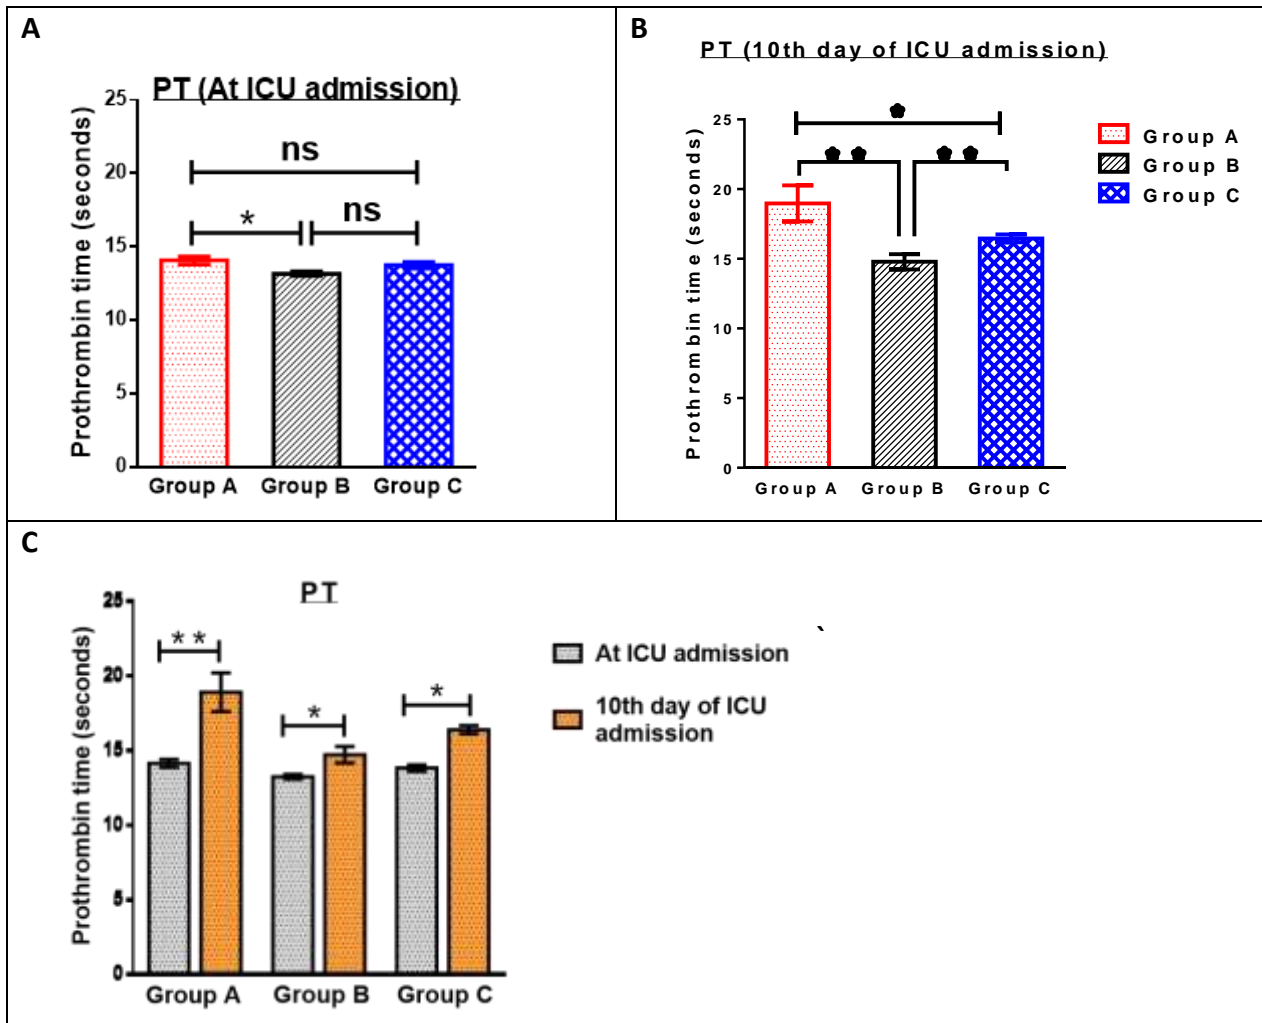 A
PT (At ICU admission)
Prothrombin time (seconds)
25
20
15
10
5
0
ns
*
ns
Group A
Group B
Group C
B
PT (10th day of ICU admission)
Prothrombin time (seconds)
25
20
15
10
5
0
*
* *
* *
Group A
Group B
Group C
Group A
Group B
Group C
C
PT
Prothrombin time (seconds)
25
20
15
10
5
0
* *
*
*
Group A
Group B
Group C
At ICU admission
10th day of ICU
admission
`